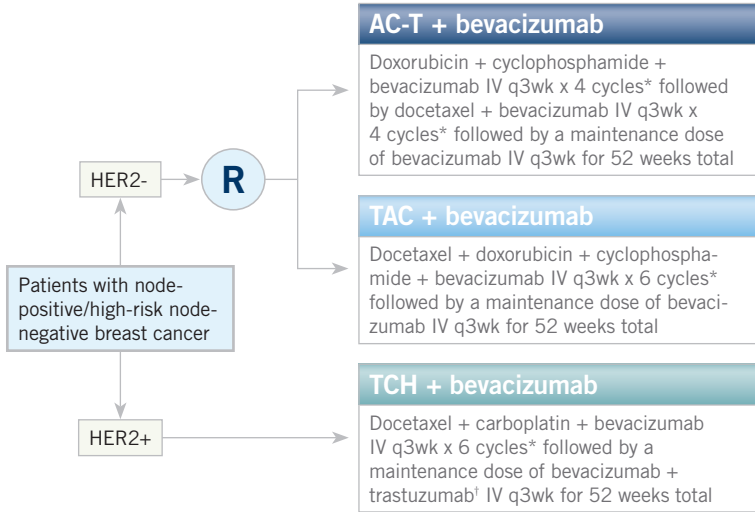 AC-T + bevacizumab
Doxorubicin + cyclophosphamide +
bevacizumab IV q3wk x 4 cycles* followed
by docetaxel + bevacizumab IV q3wk x
4 cycles* followed by a maintenance dose
of bevacizumab IV q3wk for 52 weeks total
HER2-
R
TAC + bevacizumab
Docetaxel + doxorubicin + cyclophospha-
mide + bevacizumab IV q3wk x 6 cycles*
followed by a maintenance dose of bevaci-
zumab IV q3wk for 52 weeks total
Patients with node-
positive/high-risk node-
negative breast cancer
TCH + bevacizumab
Docetaxel + carboplatin + bevacizumab
IV q3wk x 6 cycles* followed by a
maintenance dose of bevacizumab +
trastuzumab† IV q3wk for 52 weeks total
HER2+